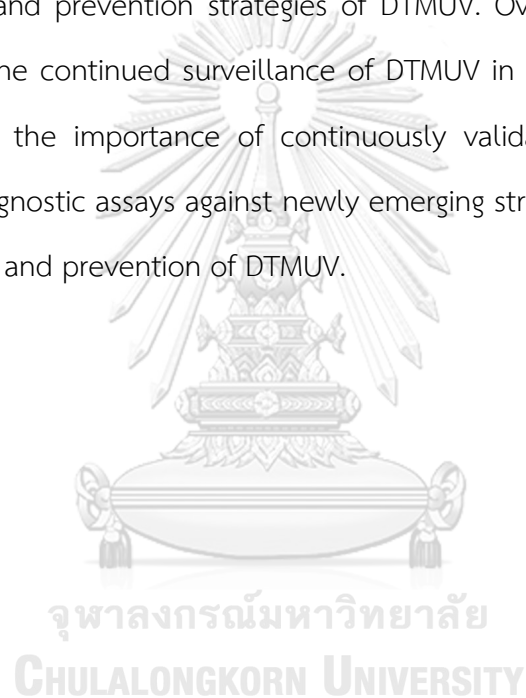 and prevention strategies of DTMUV. Ov
he continued surveillance of DTMUV in
the importance of continuously valida
gnostic assays against newly emerging str
and prevention of DTMUV.
จุฬาลงกรณ์มหาวิทยาลัย
CHULALONGKORN UNIVERSITY